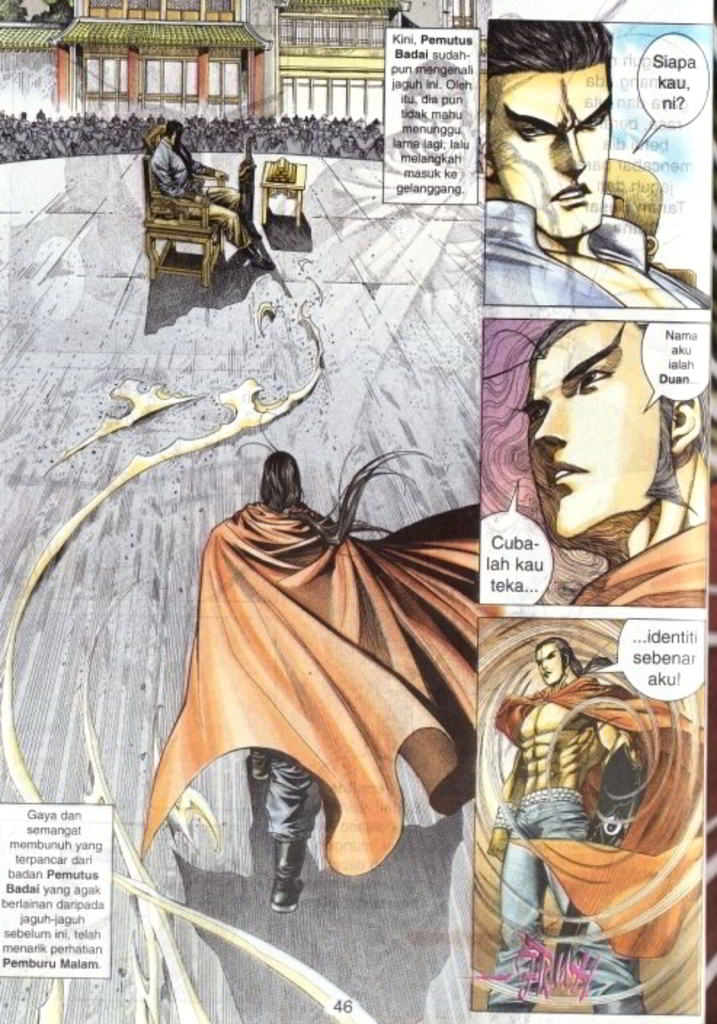 Kini, Pemutus
Badai sudah-
pun mengenali
jaguh ini. Oleh
itu, dia pun
tidak mahu
menunggu
lama lagi; lalu
melangkah
masuk ke
gelanggang.
Siapa
kau,
ni?
Nama
aku
ialah
Duan...
Cuba-
lah kau
teka...
...identiti
sebenar
aku!
Gaya dan
semangat
membunuh yang
terpancar dari
badan Pemutus
Badai yang agak
berlainan daripada
jaguh-jaguh
sebelum ini, telah
menarik perhatian
Pemburu Malam.
46